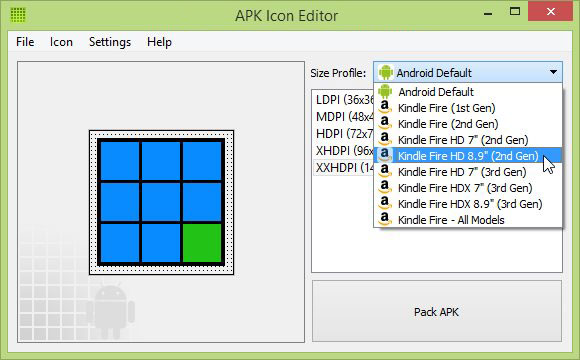 APK Icon Editor
File Icon Settings Help
Size Profile: Android Default
Android Default
Kindle Fire (1st Gen)
Kindle Fire (2nd Gen)
Kindle Fire HD 7" (2nd Gen)
Kindle Fire HD 8.9" (2nd Gen)
Kindle Fire HD 7" (3rd Gen)
Kindle Fire HDX 7" (3rd Gen)
Kindle Fire HDX 8.9" (3rd Gen)
Kindle Fire - All Models
LDPI (36x36
MDPI (48x4
HDPI (72x7
XHDPI (96x
XXHDPI (14
Pack APK